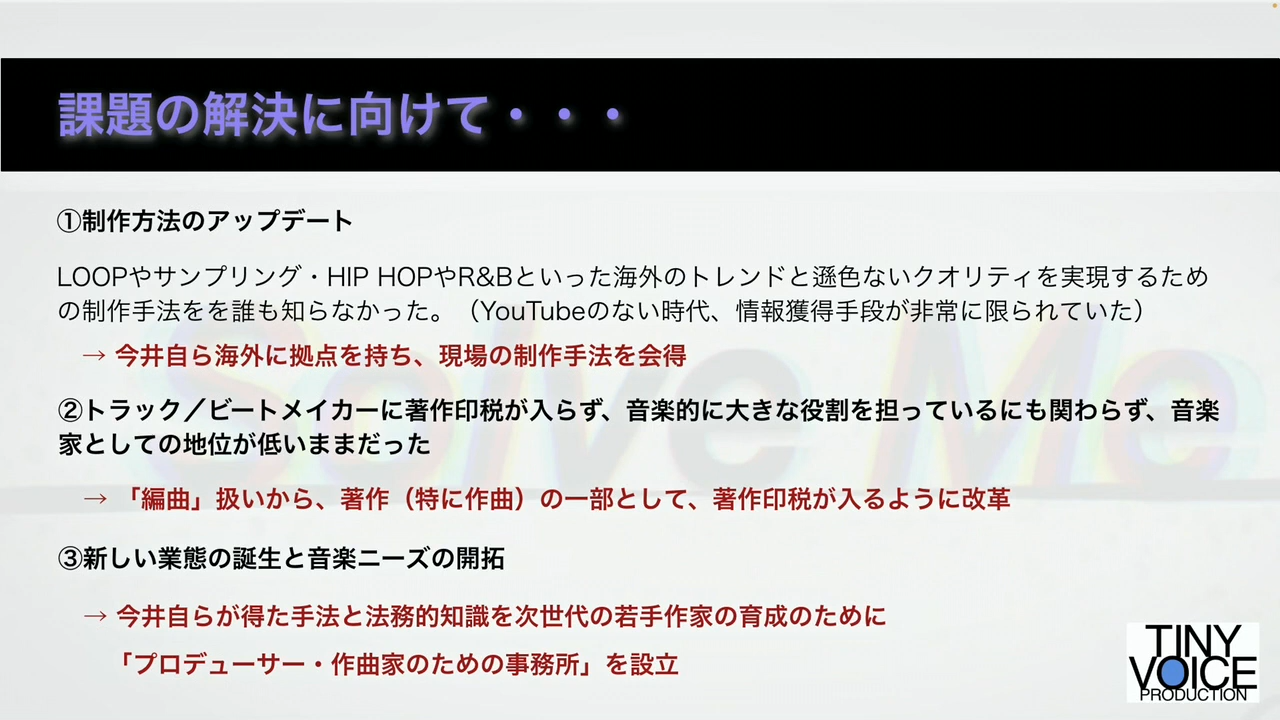 課題の解決に向けて・・・
①制作方法のアップデート
LOOPやサンプリング・HIP HOPやR&Bといった海外のトレンドと遜色ないクオリティを実現するため
の制作手法をを誰も知らなかった。（YouTubeのない時代、情報獲得手段が非常に限られていた）
→ 今井自ら海外に拠点を持ち、現場の制作手法を会得
②トラック／ビートメイカーに著作印税が入らず、音楽的に大きな役割を担っているにも関わらず、音楽
家としての地位が低いままだった
→ 「編曲」扱いから、著作（特に作曲）の一部として、著作印税が入るように改革
③新しい業態の誕生と音楽ニーズの開拓
→ 今井自らが得た手法と法務的知識を次世代の若手作家の育成のために
「プロデューサー・作曲家のための事務所」を設立
Solve Me
TINY
VOICE
PRODUCTION